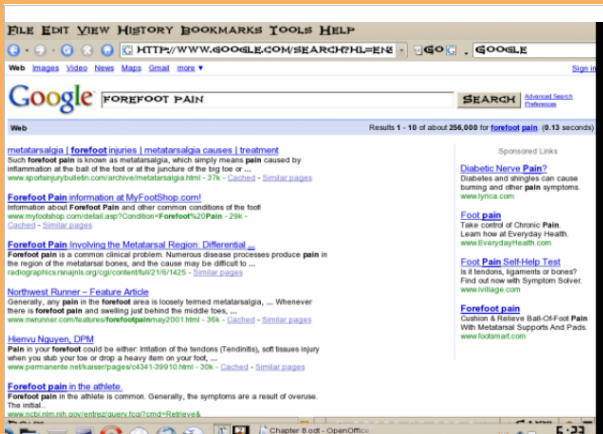 FILE EDIT VIEW HISTORY BOOKMARKS TOOLS HELP
HTTP://WWW.GOOGLE.COM/SEARCH?HL=EN& GO GOOGLE
Web Images Video News Maps Gmail more ▼ Sign in
Google FOREFOOT PAIN SEARCH Advanced Search
Preferences
Web Results 1 - 10 of about 256,000 for forefoot pain. (0.13 seconds)
metatarsalgia | forefoot injuries | metatarsalgia causes | treatment
Such forefoot pain is known as metatarsalgia, which simply means pain caused by
inflammation at the ball of the foot or at the juncture of the big toe or ...
www.sportsinjurybulletin.com/archive/metatarsalgia.html - 37k - Cached - Similar pages
Forefoot Pain information at MyFootShop.com!
Information about Forefoot Pain and other common conditions of the foot!
www.myfootshop.com/detail.asp?Condition=Forefoot%20Pain - 29k -
Cached - Similar pages
Forefoot Pain Involving the Metatarsal Region: Differential ...
Forefoot pain is a common clinical problem. Numerous disease processes produce pain in
the region of the metatarsal bones, and the cause may be difficult to ...
radiographics.rsnajnls.org/cgi/content/full/21/6/1425 - Similar pages
Northwest Runner – Feature Article
Generally, any pain in the forefoot area is loosely termed metatarsalgia, ... Whenever
there is forefoot pain and swelling just behind the middle toes, ...
www.nwrunner.com/features/forefootpainmay2001.html - 36k - Cached - Similar pages
Hienvu Nguyen, DPM
Pain in your forefoot could be either: Irritation of the tendons (Tendinitis), soft tissues injury
when you stub your toe or drop a heavy item on your foot, ...
www.permanente.net/kaiser/pages/c4341-39910.html - 30k - Cached - Similar pages
Forefoot pain in the athlete.
Forefoot pain in the athlete is common. Generally, the symptoms are a result of overuse.
The initial...
www.ncbi.nlm.nih.gov/entrez/query.fcgi?cmd=Retrieve&
Sponsored Links
Diabetic Nerve Pain?
Diabetes and shingles can cause
burning and other pain symptoms.
www.lyrica.com
Foot pain
Take control of Chronic Pain.
Learn how at Everyday Health.
www.EverydayHealth.com
Foot Pain Self-Help Test
Is it tendons, ligaments or bones?
Find out now with Symptom Solver.
www.ivillage.com
Forefoot pain
Cushion & Relieve Ball-Of-Foot Pain
With Metatarsal Supports And Pads.
www.footsmart.com
Chapter 8.odt - OpenOffice 5:33